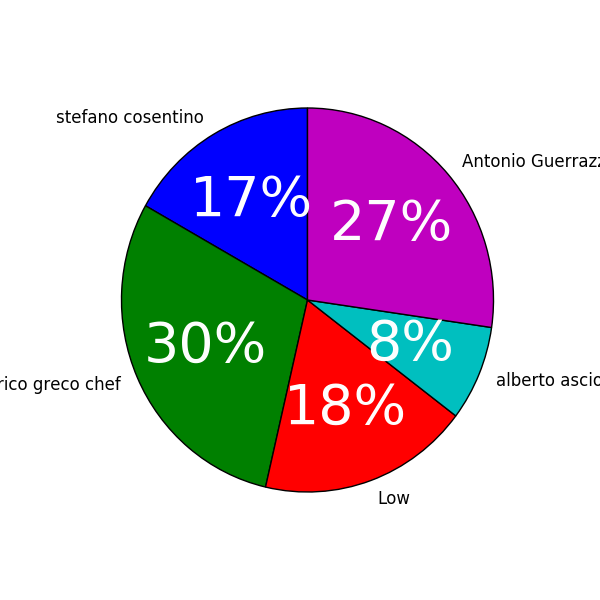 stefano cosentino
Antonio Guerrazz
17%
27%
30%
8%
rico greco chef
alberto ascio
18%
Low